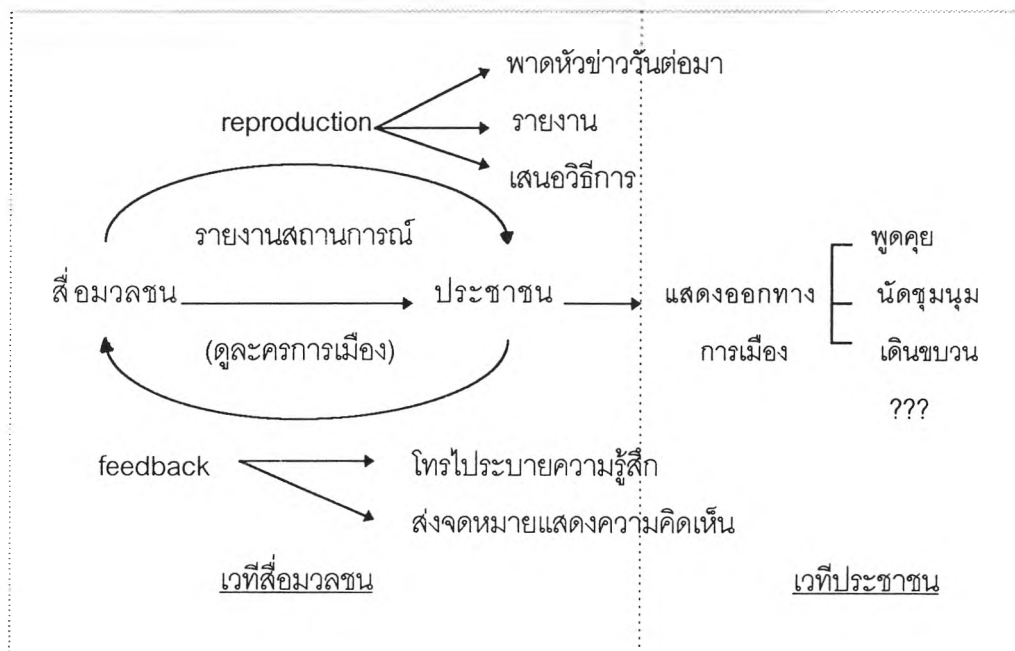 พาดหัวข่าววันต่อมา
reproduction
รายงาน
เสนอวิธีการ
รายงานสถานการณ์
พูดคุย
สื่อมวลชน
ประชาชน
แสดงออกทาง
นัดชุมนุม
(ดูละครการเมือง)
การเมือง
เดินขบวน
???
feedback
โทรไประบายความรู้สึก
ส่งจดหมายแสดงความคิดเห็น
เวทีสื่อมวลชน
เวทีประชาชน